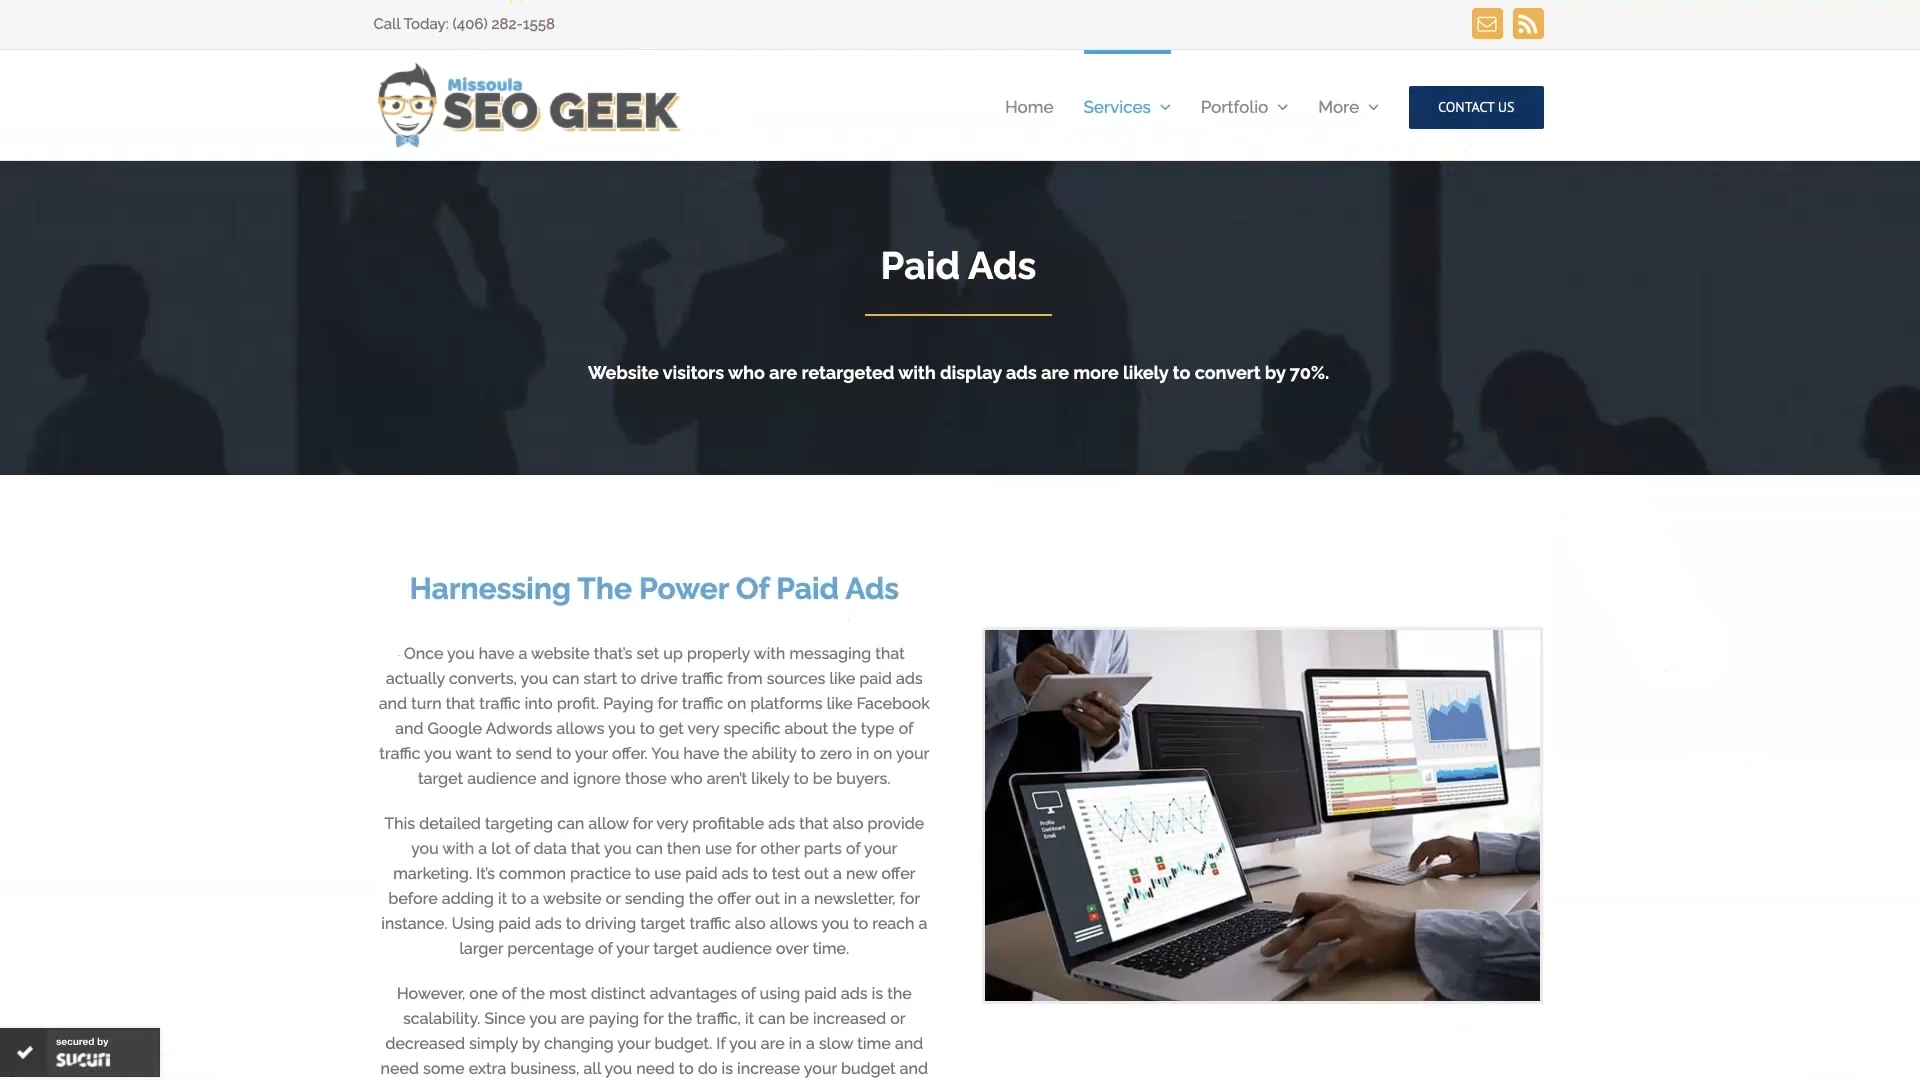 Call Today: (406) 282-1558
Missoula
SEO GEEK
Home
Services
Portfolio
More
CONTACT US
Paid Ads
Website visitors who are retargeted with display ads are more likely to convert by 70%.
Harnessing The Power Of Paid Ads
Once you have a website that's set up properly with messaging that
actually converts, you can start to drive traffic from sources like paid ads
and turn that traffic into profit. Paying for traffic on platforms like Facebook
and Google Adwords allows you to get very specific about the type of
traffic you want to send to your offer. You have the ability to zero in on your
target audience and ignore those who aren't likely to be buyers.
This detailed targeting can allow for very profitable ads that also provide
you with a lot of data that you can then use for other parts of your
marketing. It's common practice to use paid ads to test out a new offer
before adding it to a website or sending the offer out in a newsletter, for
instance. Using paid ads to driving target traffic also allows you to reach a
larger percentage of your target audience over time.
However, one of the most distinct advantages of using paid ads is the
scalability. Since you are paying for the traffic, it can be increased or
decreased simply by changing your budget. If you are in a slow time and
need some extra business, all you need to do is increase your budget and
Profile
Dashboard
Email
secured by
sucuri